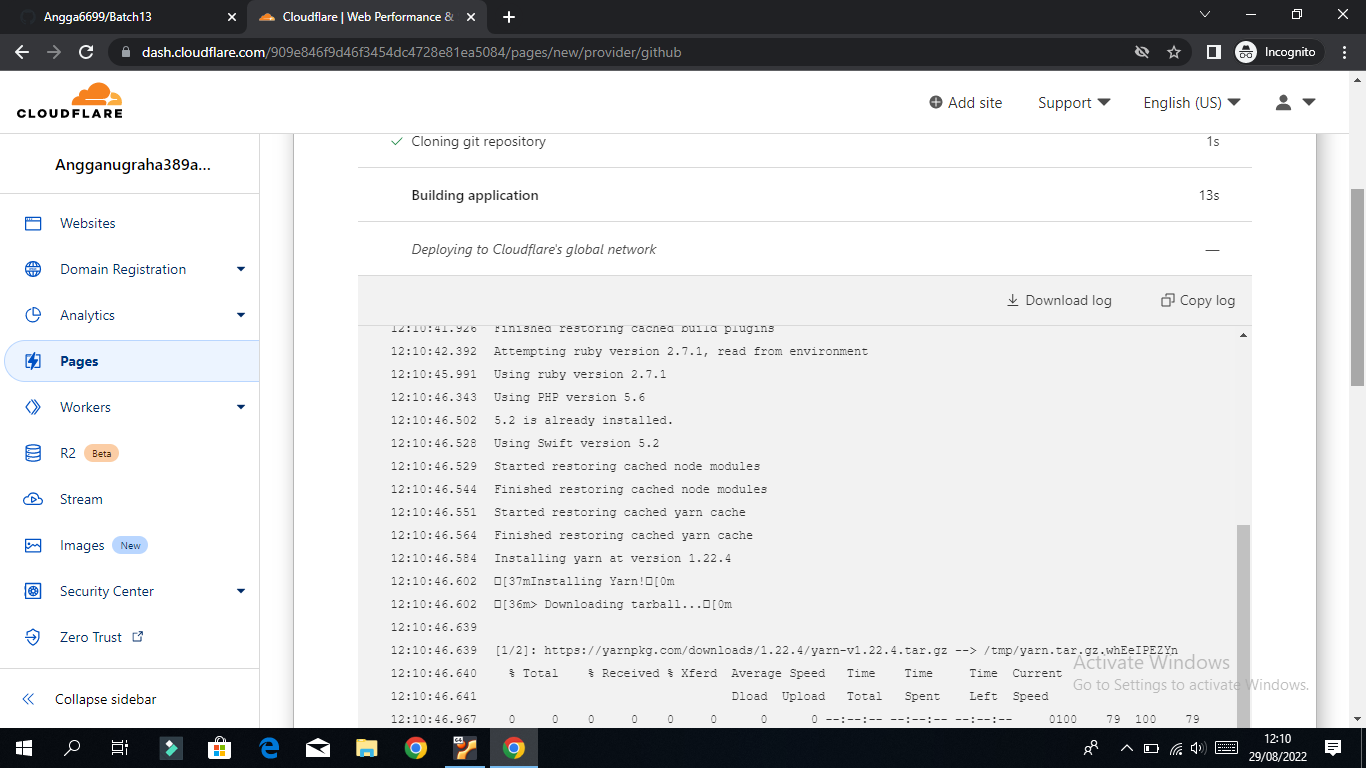 Angga6699/Batch13
Cloudflare | Web Performance &
dash.cloudflare.com/909e846f9d46f3454dc4728e81ea5084/pages/new/provider/github
Incognito
CLOUDFLARE
Add site
Support
English (US)
Angganugraha389a...
Websites
Domain Registration
Analytics
Pages
Workers
R2 Beta
Stream
Images New
Security Center
Zero Trust
Collapse sidebar
Cloning git repository 1s
Building application 13s
Deploying to Cloudflare's global network —
Download log Copy log
12:10:41.926 Finished restoring cached build plugins
12:10:42.392 Attempting ruby version 2.7.1, read from environment
12:10:45.991 Using ruby version 2.7.1
12:10:46.343 Using PHP version 5.6
12:10:46.502 5.2 is already installed.
12:10:46.528 Using Swift version 5.2
12:10:46.529 Started restoring cached node modules
12:10:46.544 Finished restoring cached node modules
12:10:46.551 Started restoring cached yarn cache
12:10:46.564 Finished restoring cached yarn cache
12:10:46.584 Installing yarn at version 1.22.4
12:10:46.602 □[37mInstalling Yarn!□[0m
12:10:46.602 □[36m> Downloading tarball...□[0m
12:10:46.639
12:10:46.639 [1/2]: https://yarnpkg.com/downloads/1.22.4/yarn-v1.22.4.tar.gz --> /tmp/yarn.tar.gz.whEeIPEZYn
12:10:46.640 % Total % Received % Xferd Average Speed Time Time Time Current
12:10:46.641 Dload Upload Total Spent Left Speed
12:10:46.967 0 0 0 0 0 0 0 0 --:--:-- --:--:-- --:--:-- 0100 79 100 79
Activate Windows
Go to Settings to activate Windows.
64
12:10
29/08/2022